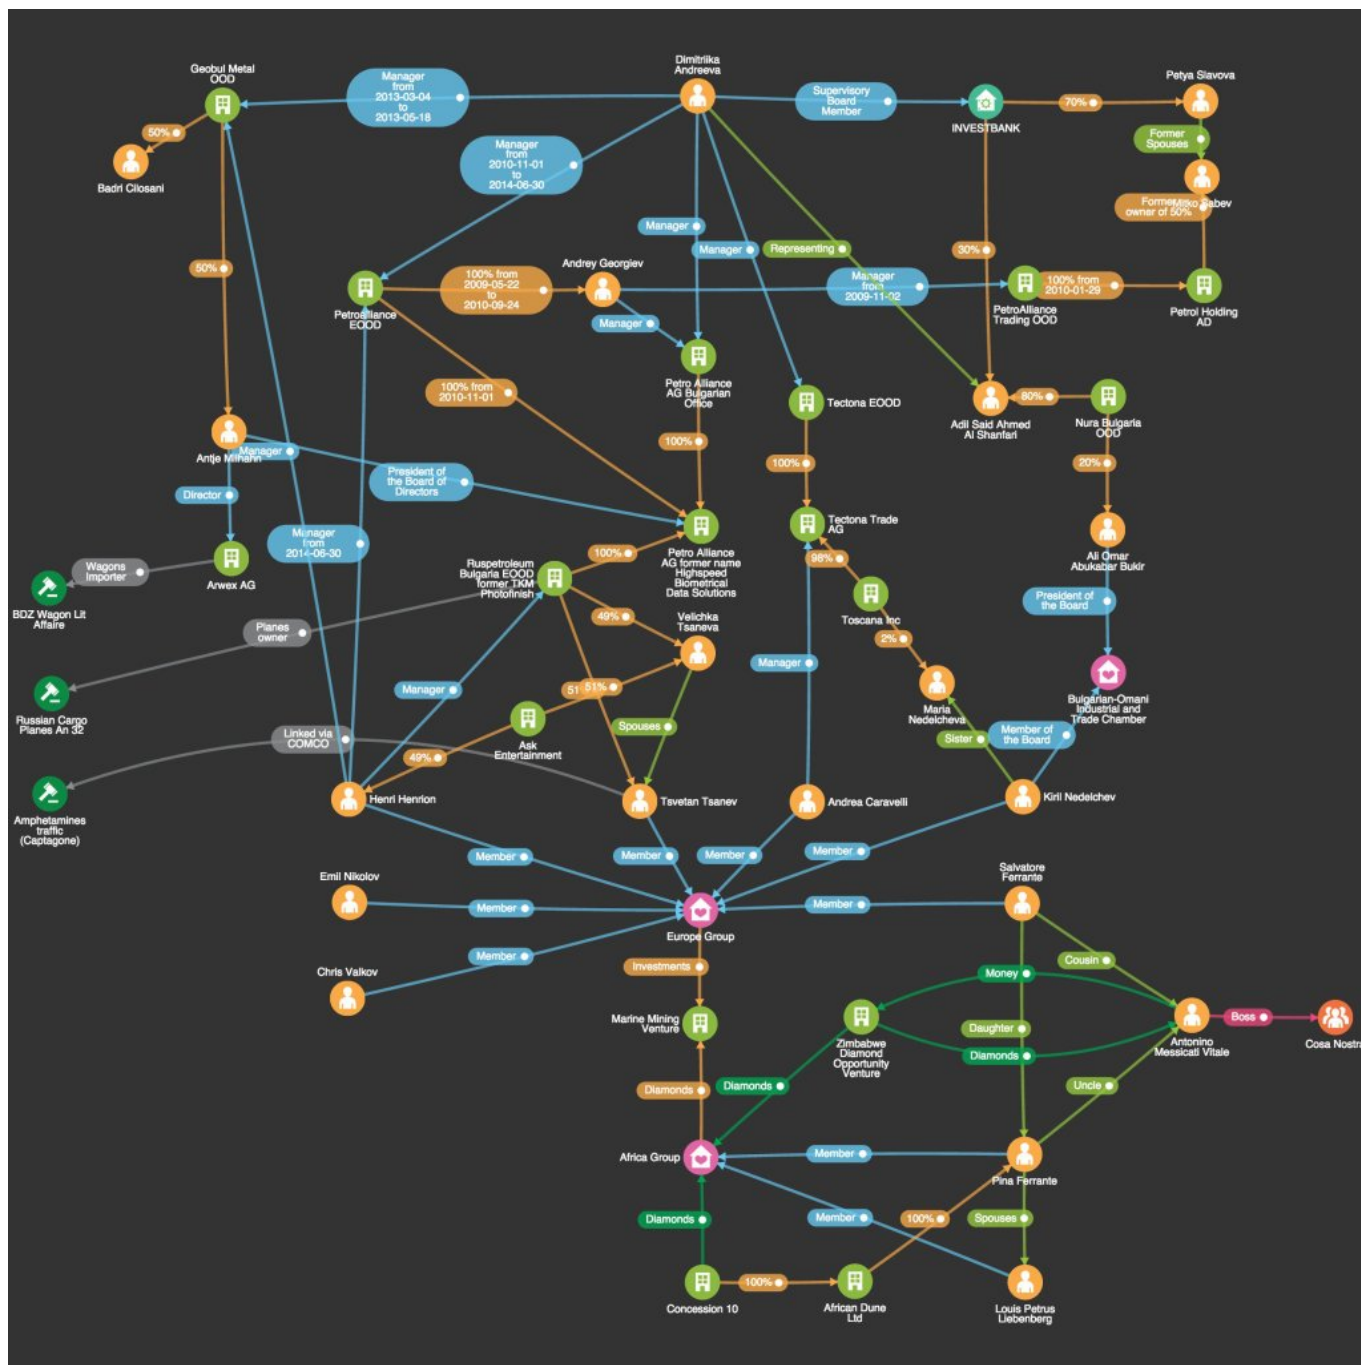 Dimitriika
Andreeva
Geobul Metal
OOD
Manager
from
2013-03-04
to
2013-05-18
Supervisory
Board
Member
INVESTBANK
70%
Petya Slavova
50%
Badri Cilosani
Manager
from
2010-11-01
to
2014-06-30
Former
Spouses
Former
owner of 50%
Mitko Sabev
Manager
Manager
Representing
30%
50%
Andrey Georgiev
100% from
2009-05-22
to
2010-09-24
Manager
from
2009-11-02
100% from
2010-01-29
PetroAlliance
EOOD
PetroAlliance
Trading OOD
Petrol Holding
AD
Manager
Petro Alliance
AG Bulgarian
Office
100% from
2010-11-01
Tectona EOOD
Adil Said Ahmed
Al Shanfari
80%
Nura Bulgaria
OOD
Antje Milhahn
Manager
100%
100%
20%
President of
the Board of
Directors
Director
Tectona Trade
AG
Ali Omar
Abukabar Bukir
Manager
from
2014-06-30
100%
Petro Alliance
AG former name
Highspeed
Biometrical
Data Solutions
98%
Wagons
Importer
Arwex AG
Ruspetroleum
Bulgaria EOOD
former TKM
Photofinish
BDZ Wagon Lit
Affaire
Toscana Inc
President of
the Board
Planes
owner
49%
Velichka
Tsaneva
2%
Manager
Russian Cargo
Planes An 32
Manager
51%
Maria
Nedelcheva
Bulgarian-Omani
Industrial and
Trade Chamber
Ask
Entertainment
Spouses
Sister
Member of
the Board
Linked via
COMCO
49%
Amphetamines
traffic
(Captagone)
Henri Henrion
Tsvetan Tsanev
Andrea Caravelli
Kiril Nedelchev
Member
Member
Member
Member
Emil Nikolov
Member
Member
Salvatore
Ferrante
Europe Group
Member
Chris Valkov
Investments
Money
Cousin
Marine Mining
Venture
Zimbabwe
Diamond
Opportunity
Venture
Daughter
Diamonds
Antonino
Messicati Vitale
Boss
Cosa Nostra
Diamonds
Diamonds
Uncle
Africa Group
Member
Pina Ferrante
Diamonds
Member
100%
Spouses
Concession 10
100%
African Dune
Ltd
Louis Petrus
Liebenberg